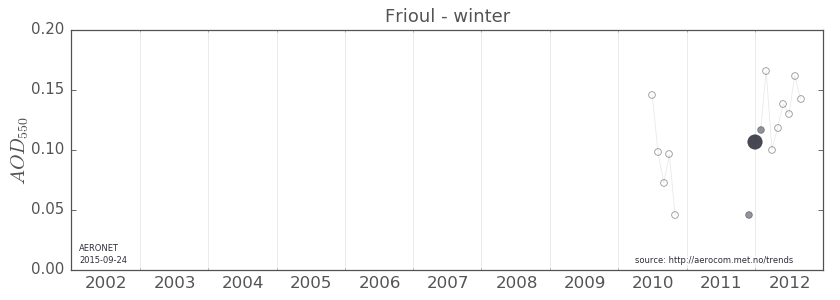 Frioul - winter
0.20
0.15
0.10
0.05
0.00
AOD550
AERONET
2015-09-24
source: http://aerocom.met.no/trends
2002 2003 2004 2005 2006 2007 2008 2009 2010 2011 2012